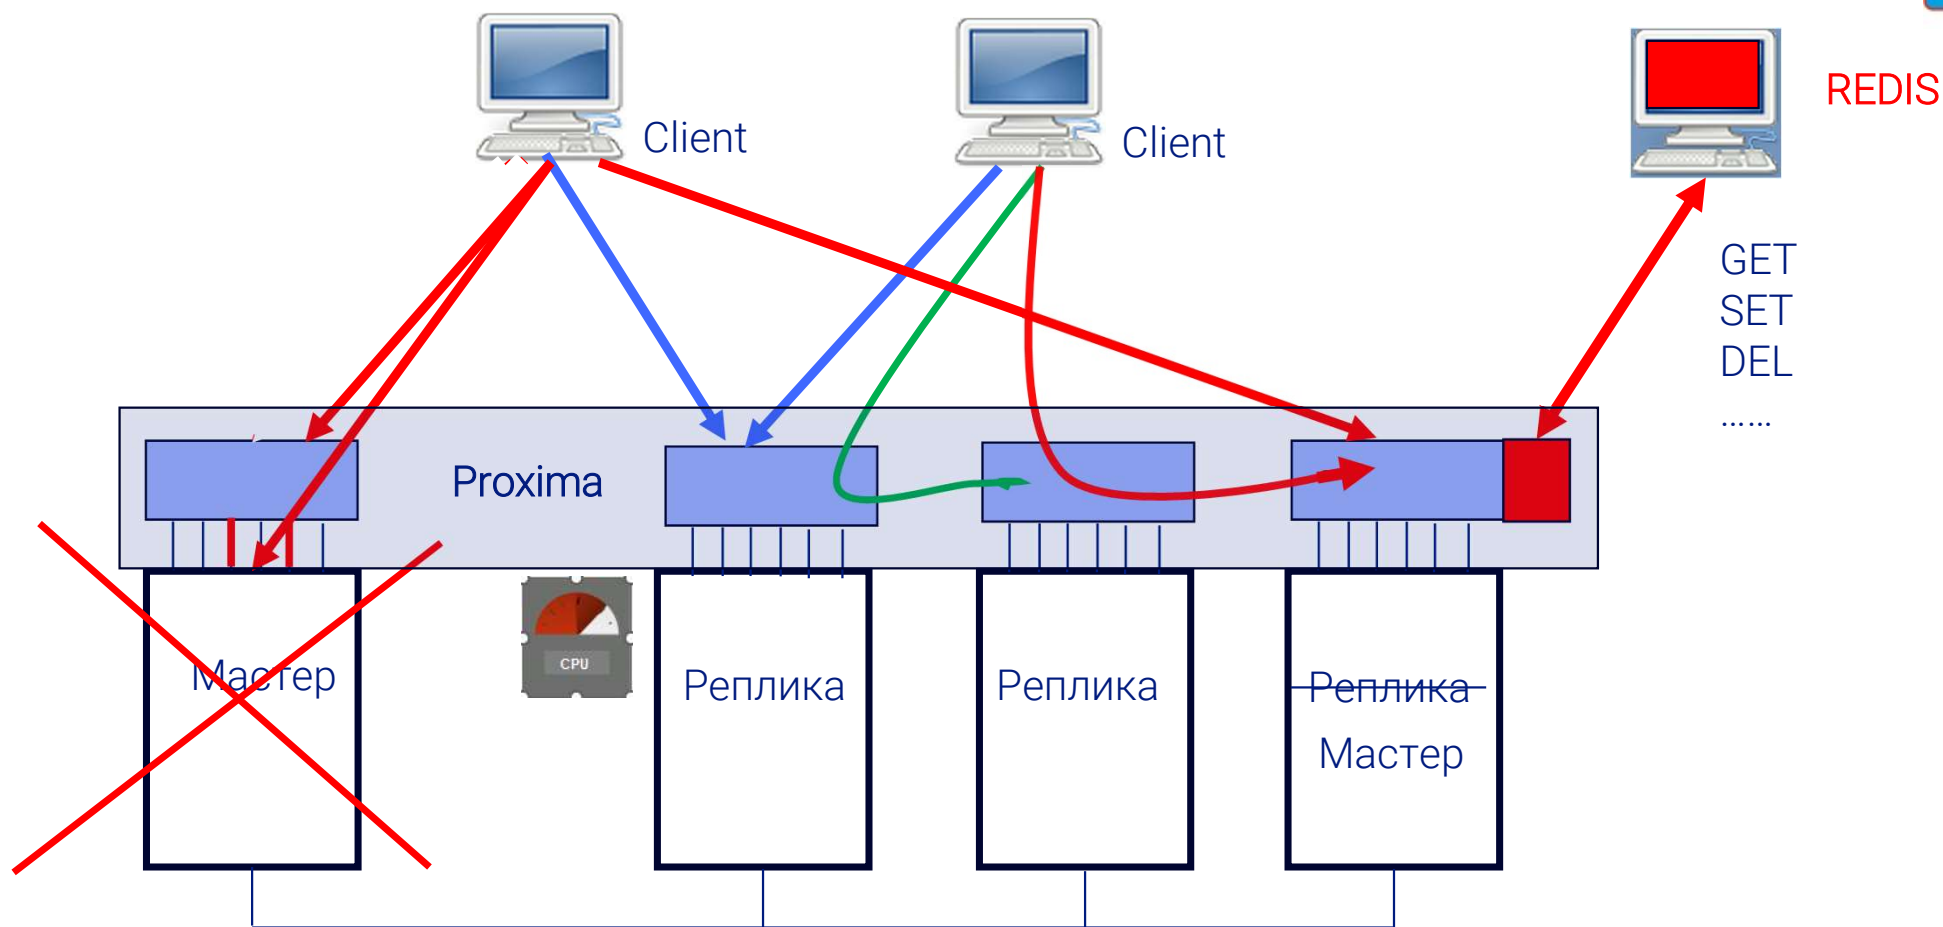 Client
Client
REDIS
GET
SET
DEL
......
Proxima
CPU
Мастер
Реплика
Реплика
Реплика
Мастер